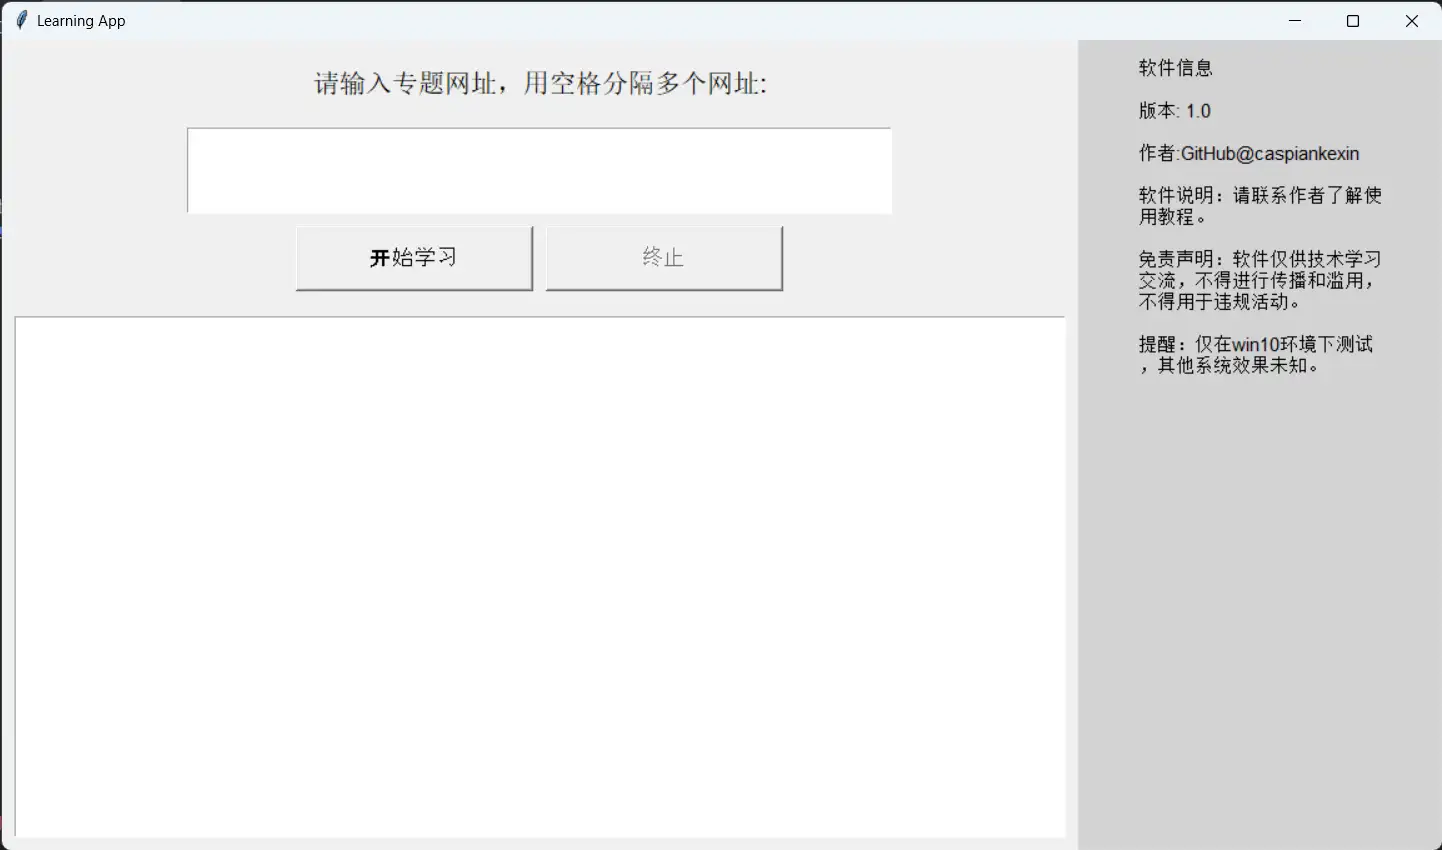 Learning App
请输入专题网址，用空格分隔多个网址:
开始学习
终止
软件信息
版本: 1.0
作者:GitHub@caspiankexin
软件说明：请联系作者了解使
用教程。
免责声明：软件仅供技术学习
交流，不得进行传播和滥用，
不得用于违规活动。
提醒：仅在win10环境下测试
，其他系统效果未知。